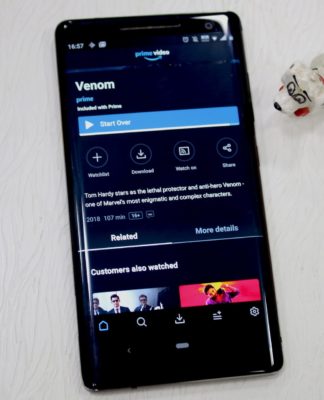 16:57
prime video
Venom
prime
Included with Prime
Start Over
Watchlist
Download
Watch on
Share
Tom Hardy stars as the lethal protector and anti-hero Venom -
one of Marvel's most enigmatic and complex characters.
2018 107 min 16+
Related
More details
Customers also watched